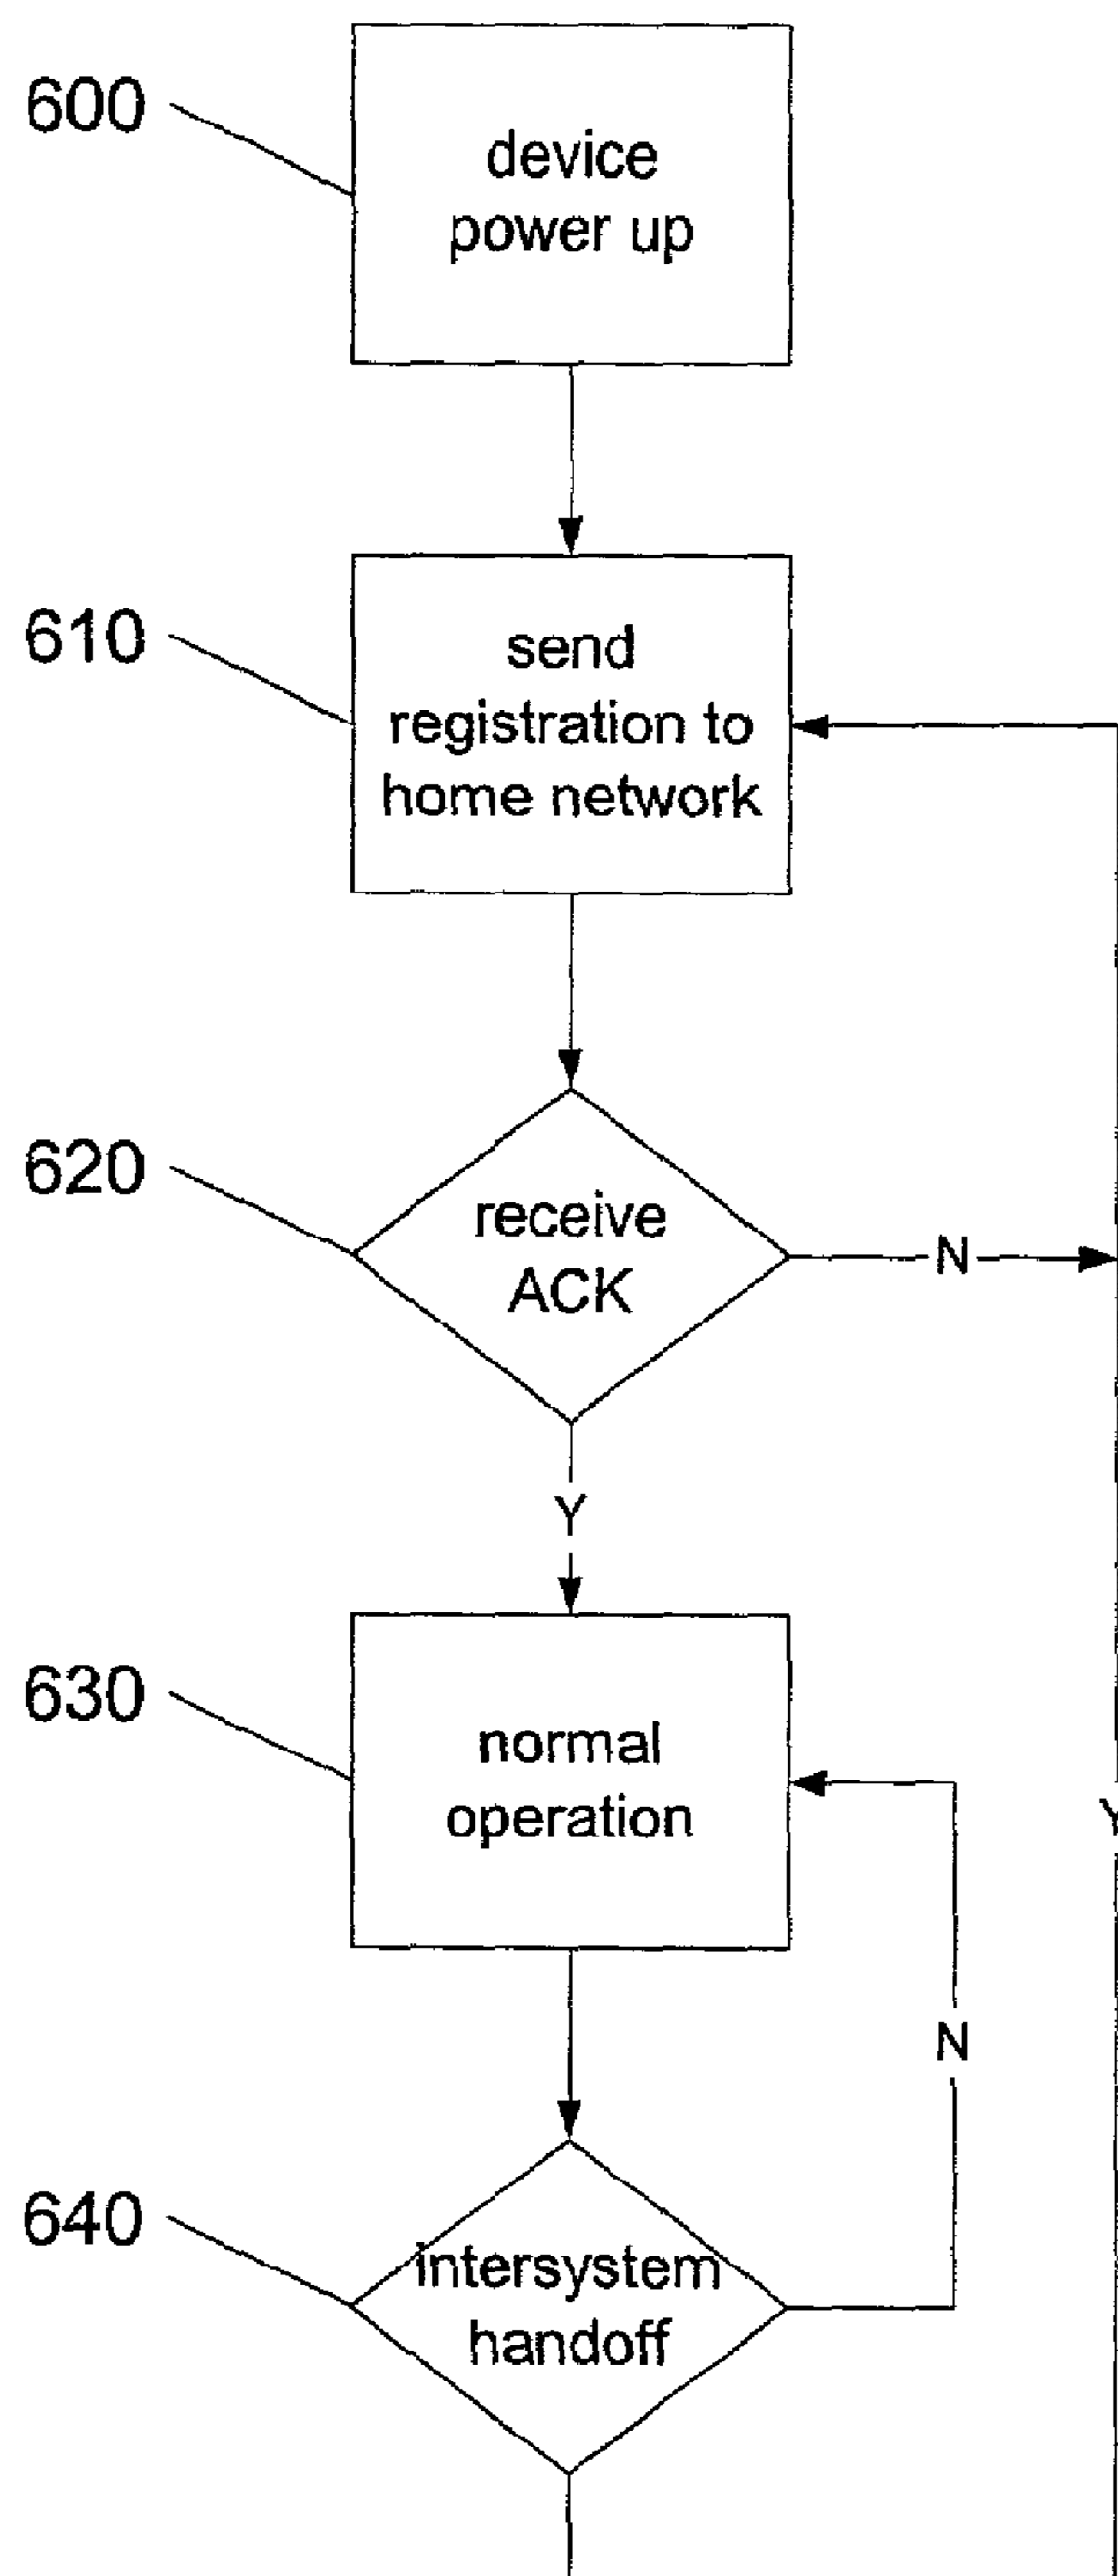 600
device
power up
610
send
registration to
home network
620
receive
ACK
N
Y
630
normal
operation
Y
N
640
intersystem
handoff